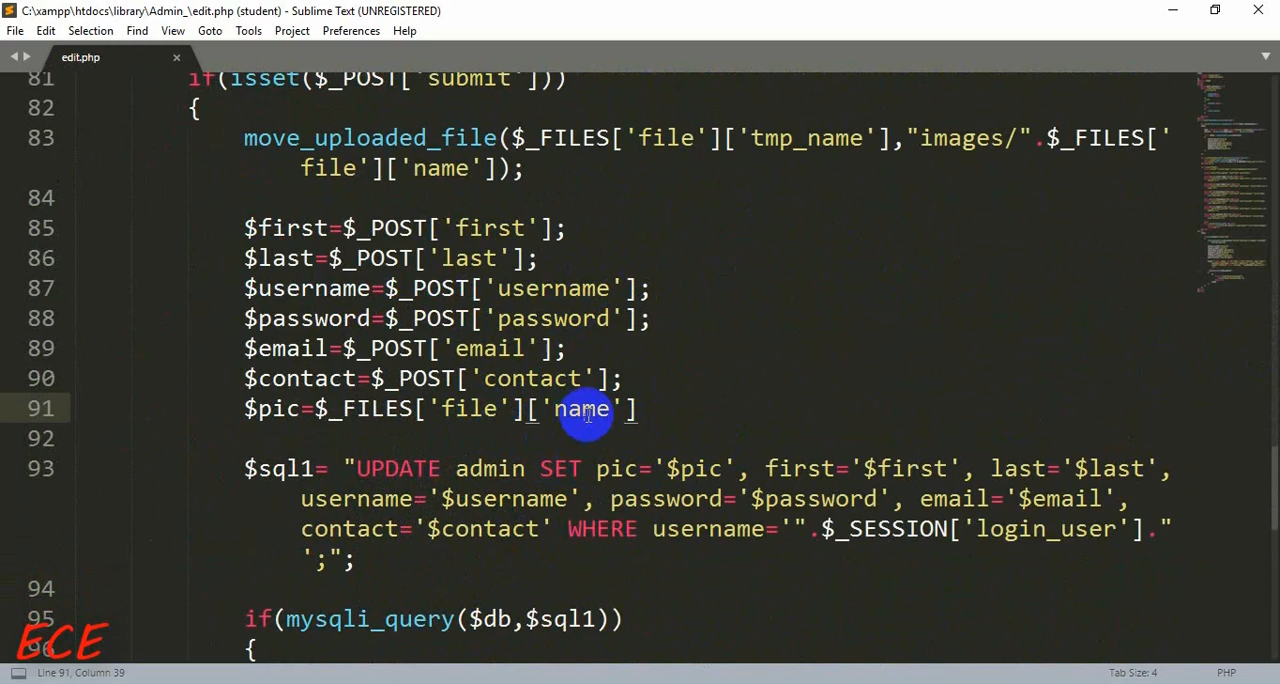 C:\xampp\htdocs\library\Admin_\edit.php (student) - Sublime Text (UNREGISTERED)
File Edit Selection Find View Goto Tools Project Preferences Help
edit.php
81 if(isset($_POST['submit']))
82 {
83 move_uploaded_file($_FILES['file']['tmp_name'],"images/".$_FILES['
file']['name']);
84
85 $first=$_POST['first'];
86 $last=$_POST['last'];
87 $username=$_POST['username'];
88 $password=$_POST['password'];
89 $email=$_POST['email'];
90 $contact=$_POST['contact'];
91 $pic=$_FILES['file']['name']
92
93 $sql1= "UPDATE admin SET pic='$pic', first='$first', last='$last',
username='$username', password='$password', email='$email',
contact='$contact' WHERE username='".$_SESSION['login_user']."
';";
94
95 if(mysqli_query($db,$sql1))
96 {
ECE
Line 91, Column 39 Tab Size: 4 PHP